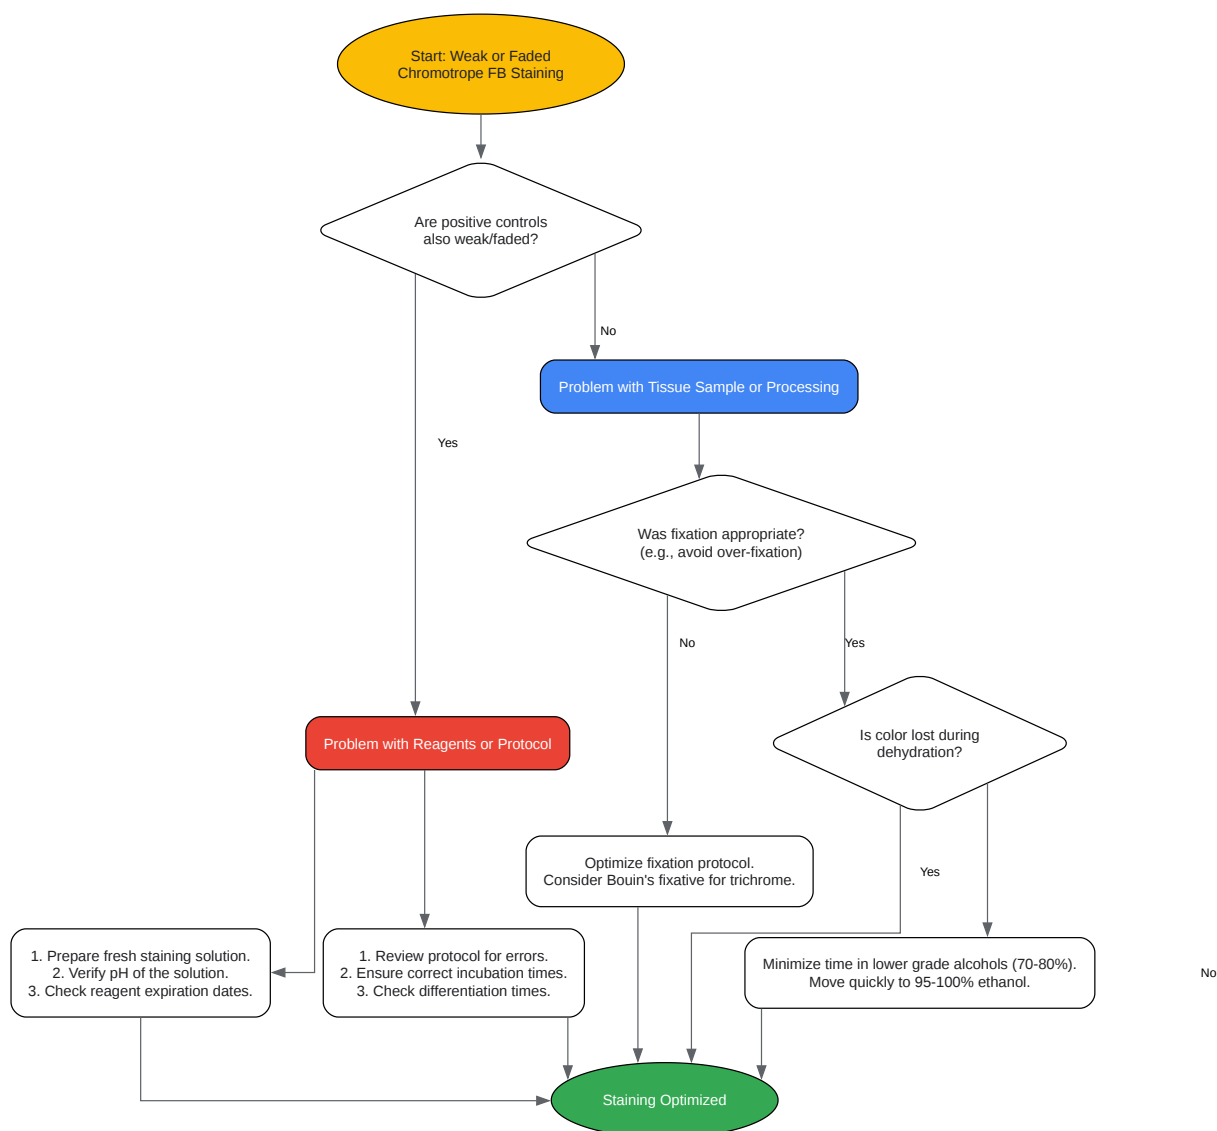 Start: Weak or Faded
Chromotrope FB Staining
Are positive controls
also weak/faded?
No
Problem with Tissue Sample or Processing
Yes
Was fixation appropriate?
(e.g., avoid over-fixation)
No
Yes
Problem with Reagents or Protocol
Is color lost during
dehydration?
Optimize fixation protocol.
Consider Bouin's fixative for trichrome.
Yes
1. Prepare fresh staining solution.
2. Verify pH of the solution.
3. Check reagent expiration dates.
1. Review protocol for errors.
2. Ensure correct incubation times.
3. Check differentiation times.
Minimize time in lower grade alcohols (70-80%).
Move quickly to 95-100% ethanol.
No
Staining Optimized